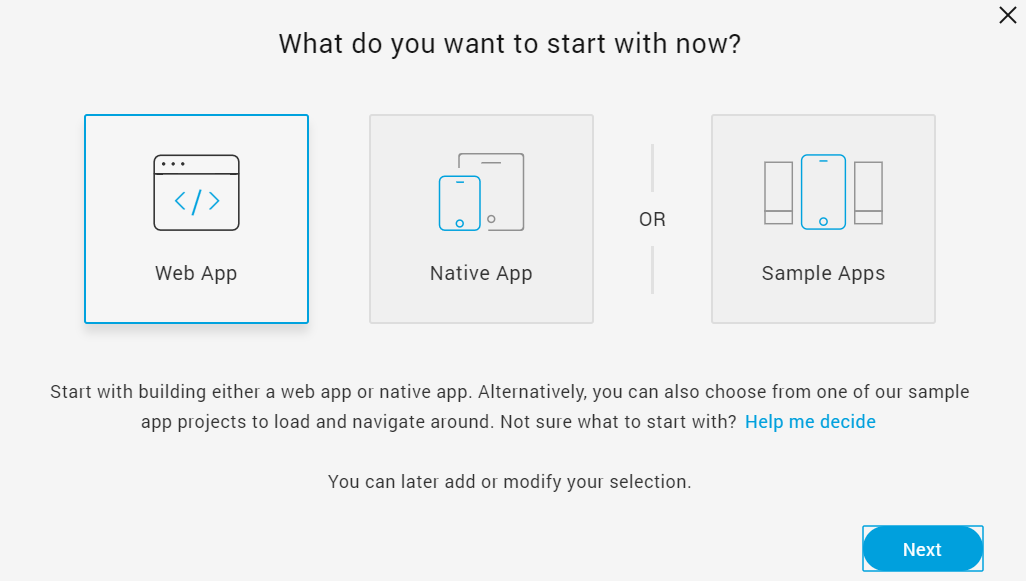 What do you want to start with now?
Web App
Native App
OR
Sample Apps
Start with building either a web app or native app. Alternatively, you can also choose from one of our sample
app projects to load and navigate around. Not sure what to start with? Help me decide
You can later add or modify your selection.
Next